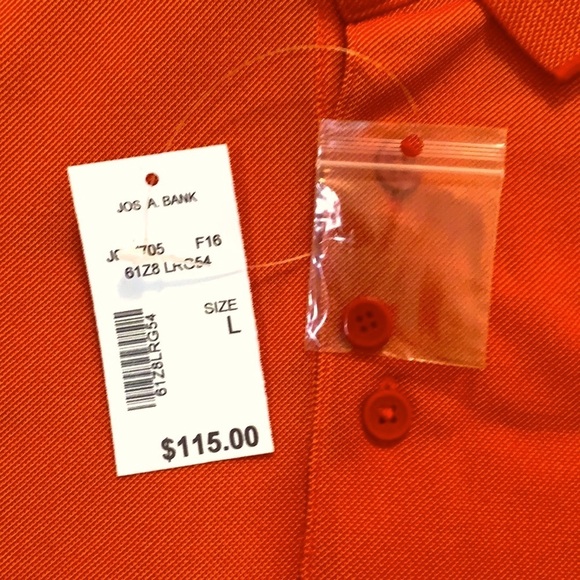 JOS. A. BANK
F16
61Z8 LRG54
SIZE
L
61Z8LRG54
$115.00